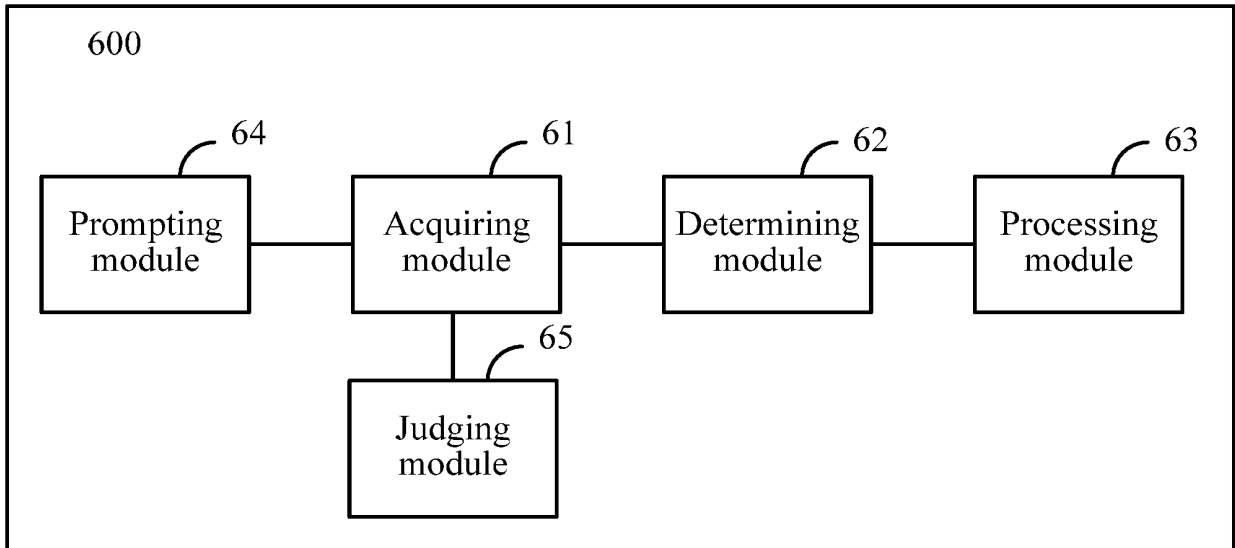 600
64
61
62
63
Prompting
module
Acquiring
module
Determining
module
Processing
module
65
Judging
module